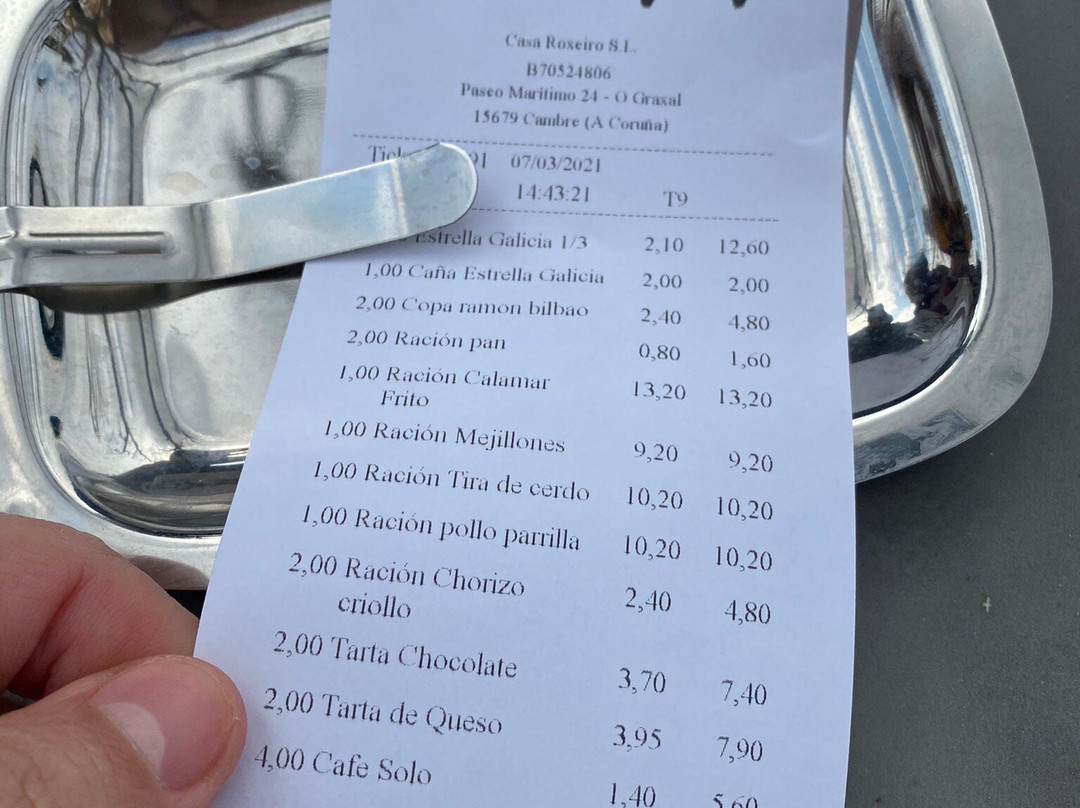 Casa Roxeiro S.L.
B70524806
Paseo Maritimo 24 - O Graxal
15679 Cambre (A Coruña)
91 07/03/2021
14:43:21 T9
Estrella Galicia 1/3 2,10 12,60
1,00 Caña Estrella Galicia 2,00 2,00
2,00 Copa ramon bilbao 2,40 4,80
2,00 Ración pan 0,80 1,60
1,00 Ración Calamar 13,20 13,20
Frito
1,00 Ración Mejillones 9,20 9,20
1,00 Ración Tira de cerdo 10,20 10,20
1,00 Ración pollo parrilla 10,20 10,20
2,00 Ración Chorizo 2,40 4,80
criollo
2,00 Tarta Chocolate 3,70 7,40
2,00 Tarta de Queso 3,95 7,90
4,00 Cafe Solo 1,40 5,60